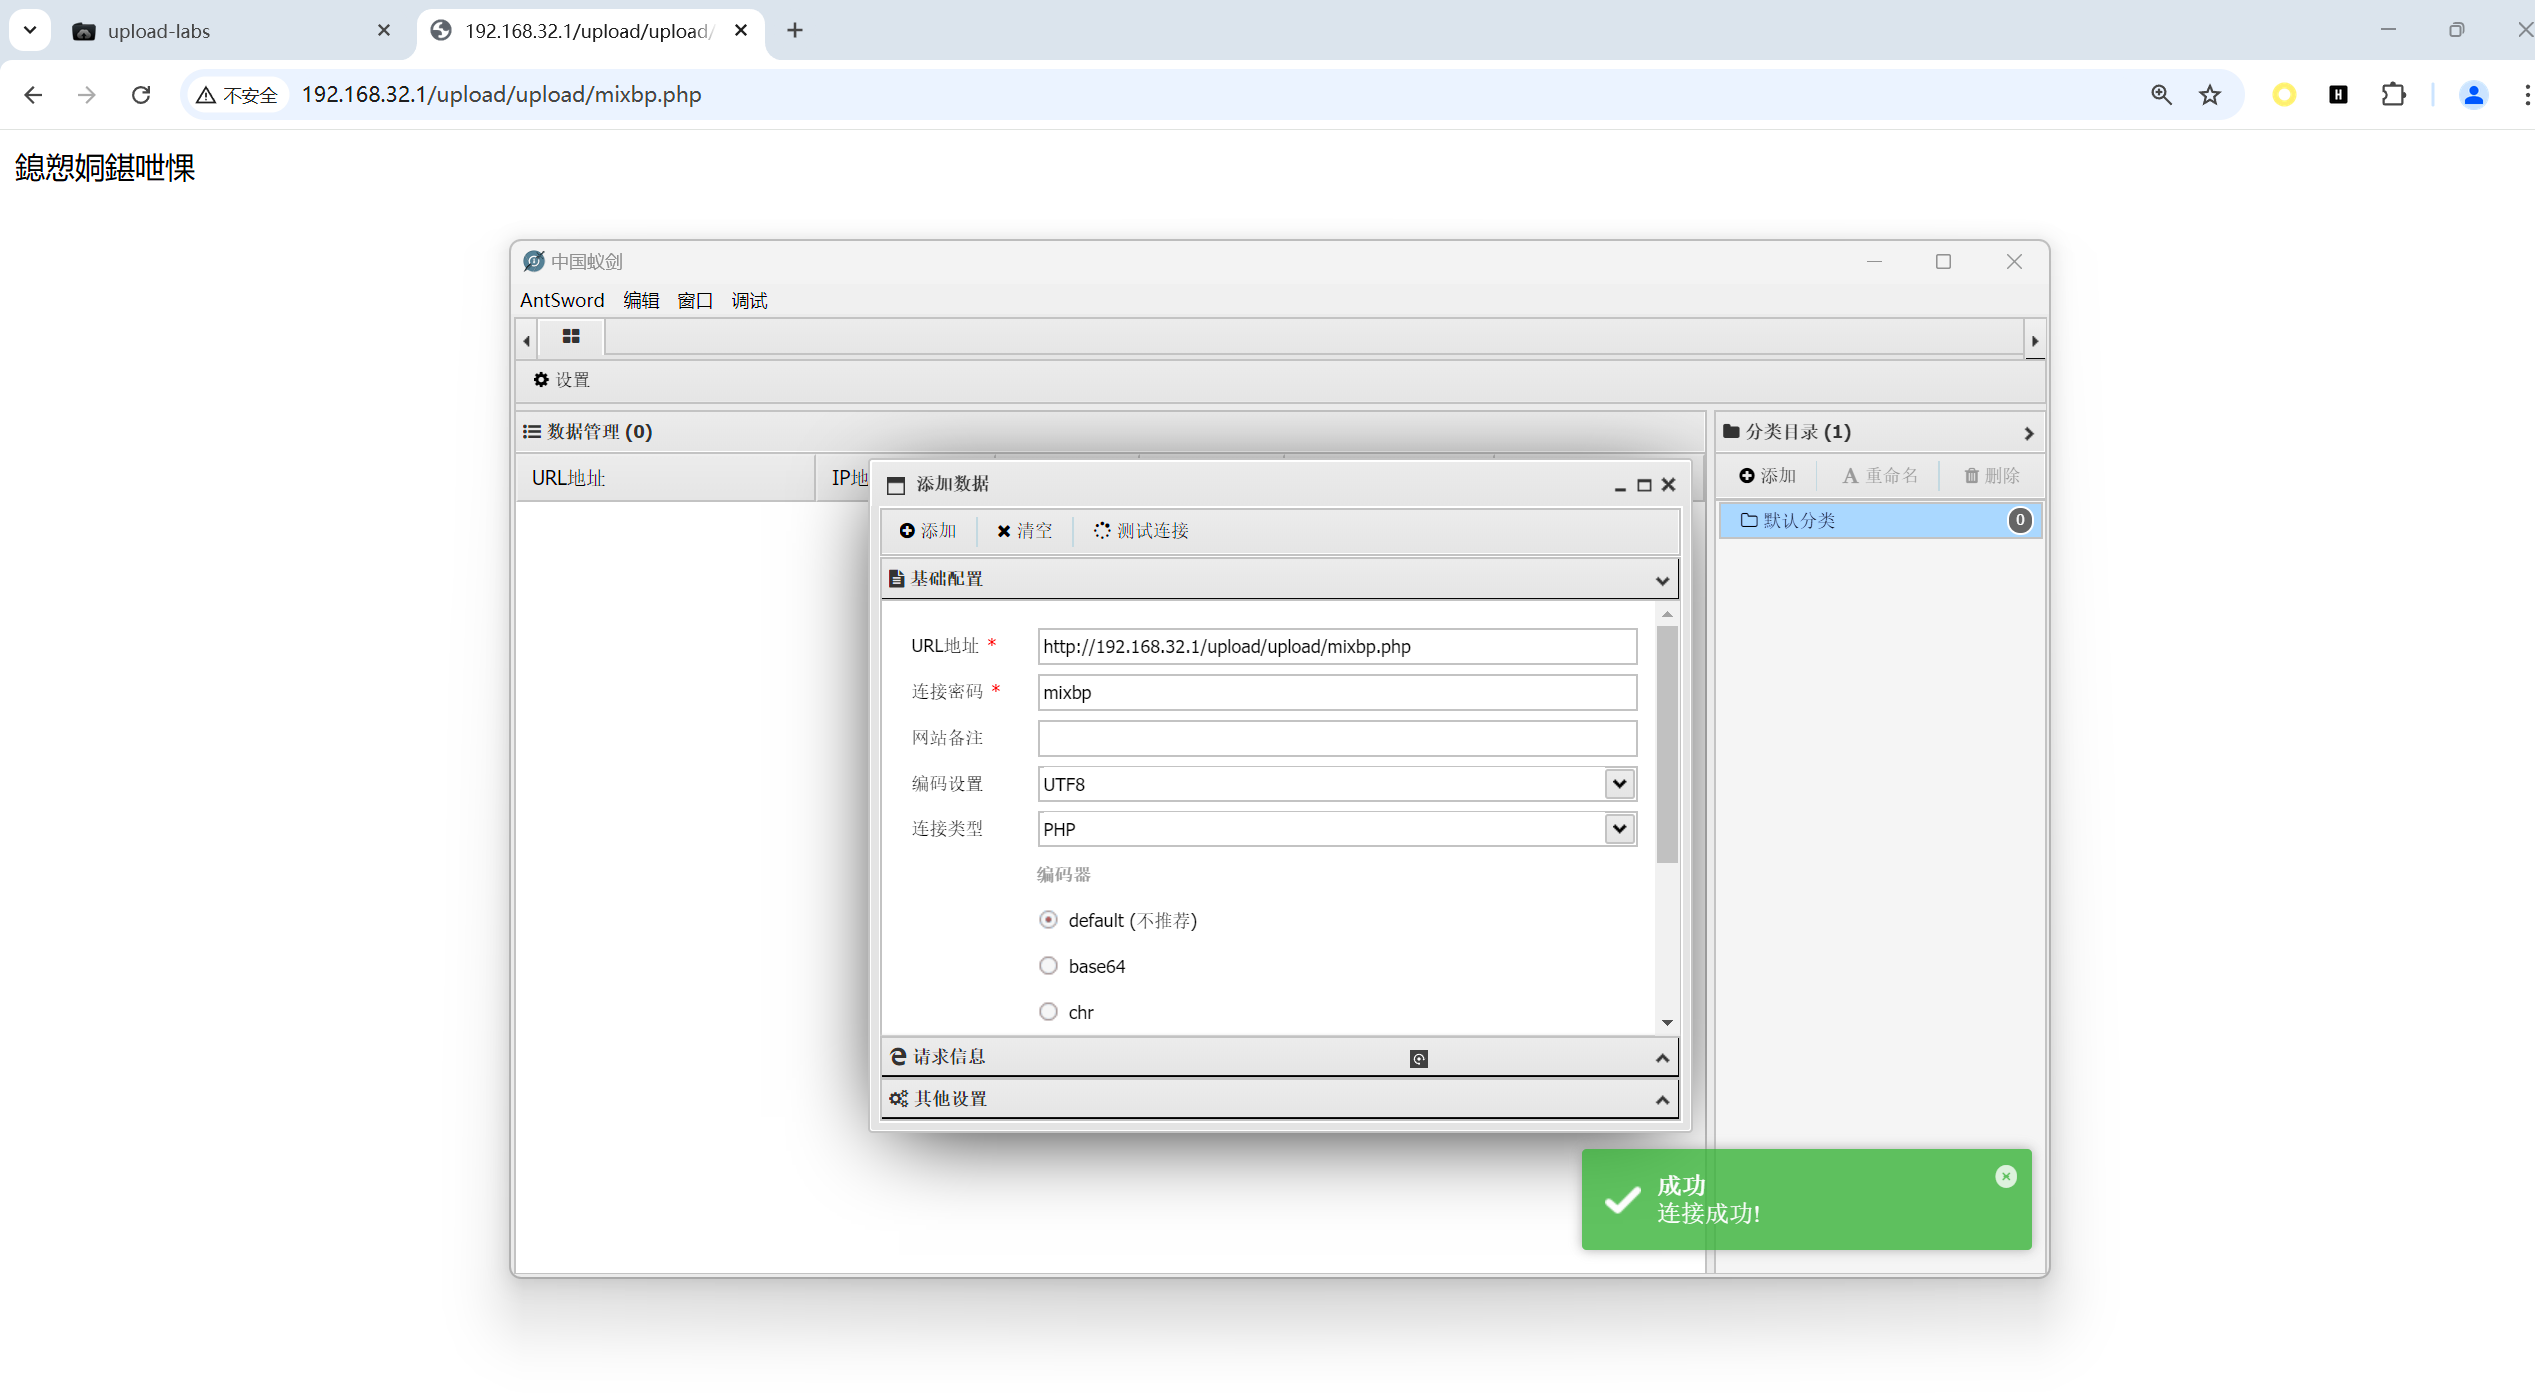 upload-labs
192.168.32.1/upload/upload/
不安全
192.168.32.1/upload/upload/mixbp.php
鎴愬姛鍖呭惈
中国蚁剑
AntSword 编辑 窗口 调试
设置
数据管理 (0)
URL地址
IP地
分类目录 (1)
添加 重命名 删除
默认分类
0
添加数据
添加 清空 测试连接
基础配置
URL地址 *
http://192.168.32.1/upload/upload/mixbp.php
连接密码 *
mixbp
网站备注
编码设置
UTF8
连接类型
PHP
编码器
default (不推荐)
base64
chr
请求信息
其他设置
成功
连接成功!